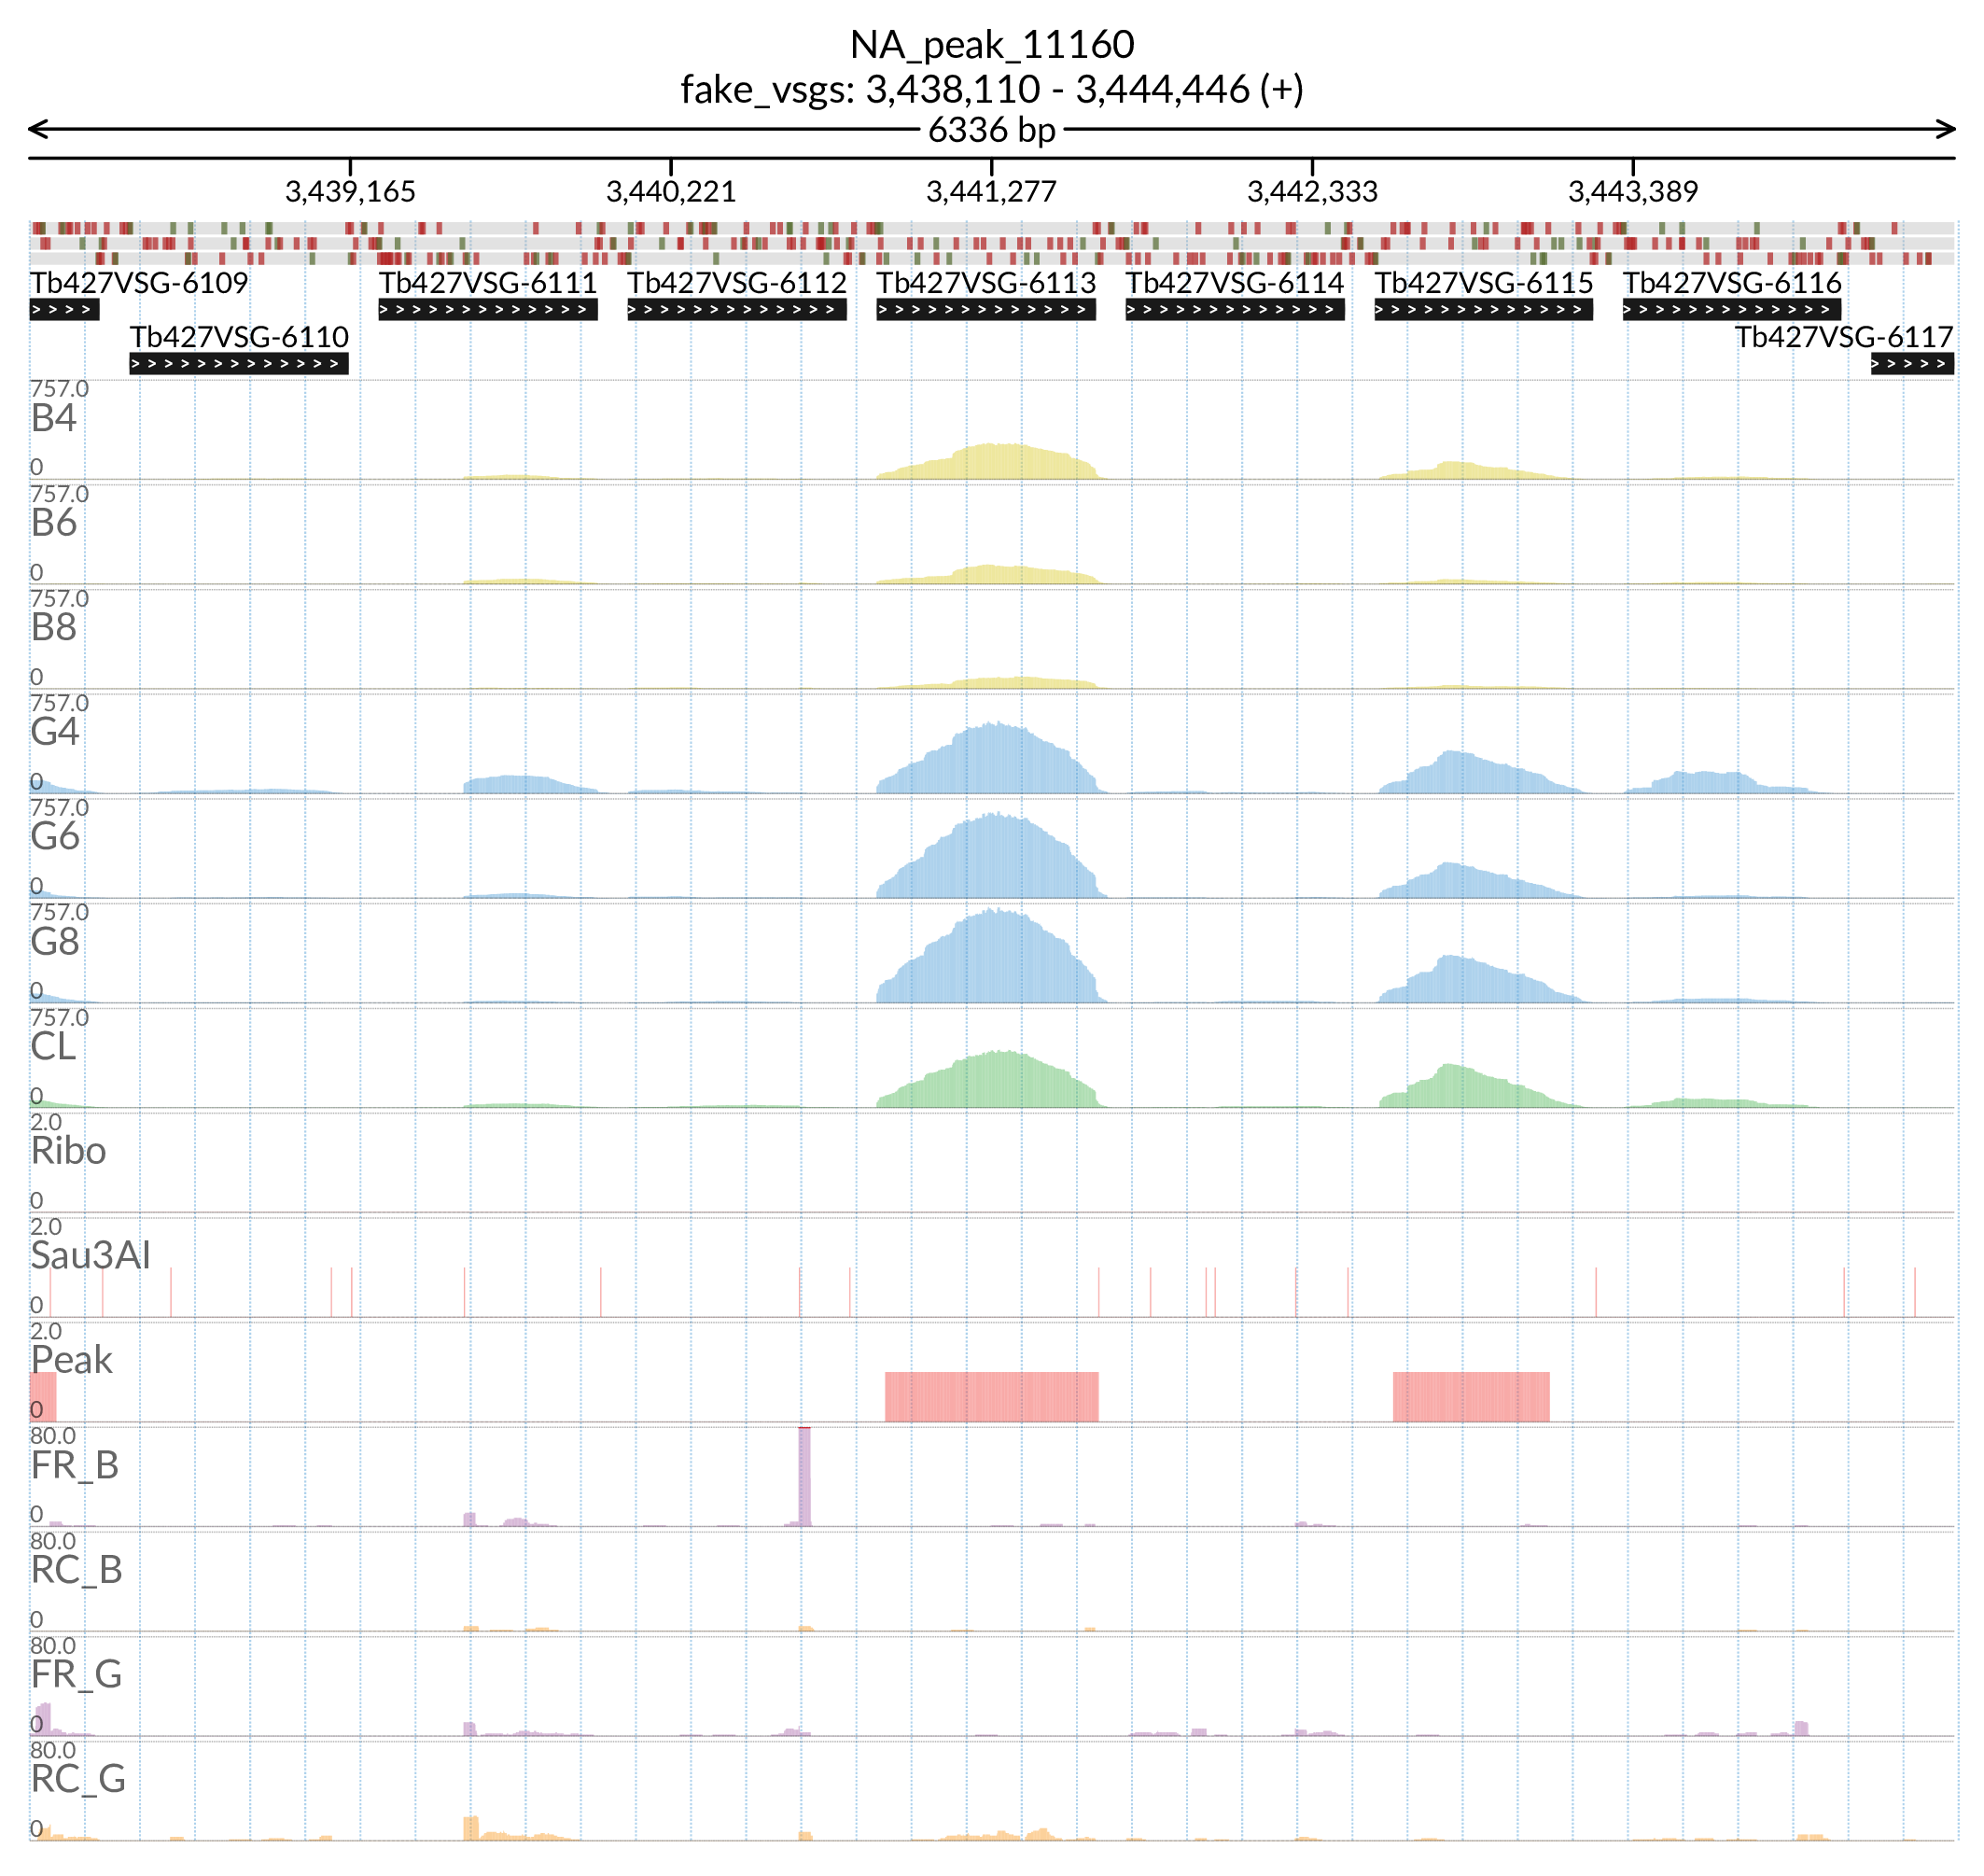 NA_peak_11160
fake_vsgs: 3,438,110 - 3,444,446 (+)
6336 bp
3,439,165 3,440,221 3,441,277 3,442,333 3,443,389
Tb427VSG-6109 Tb427VSG-6111 Tb427VSG-6112 Tb427VSG-6113 Tb427VSG-6114 Tb427VSG-6115 Tb427VSG-6116
Tb427VSG-6110 Tb427VSG-6117
757.0
B4
0
757.0
B6
0
757.0
B8
0
757.0
G4
0
757.0
G6
0
757.0
G8
0
757.0
CL
0
2.0
Ribo
0
2.0
Sau3AI
0
2.0
Peak
0
80.0
FR_B
0
80.0
RC_B
0
80.0
FR_G
0
80.0
RC_G
0